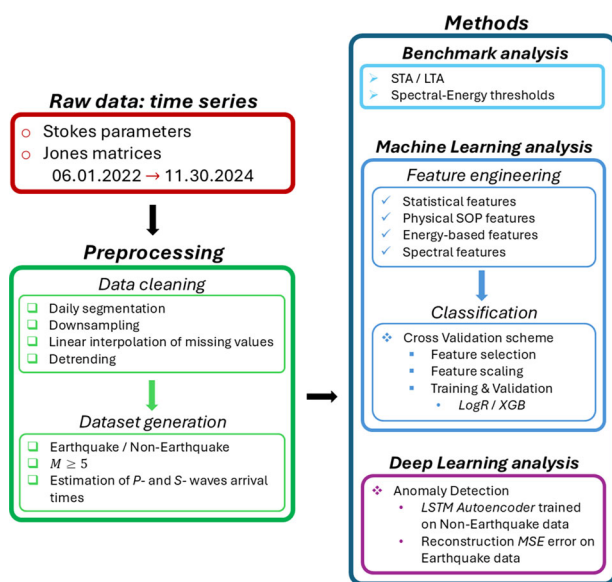 Raw data: time series
Stokes parameters
Jones matrices
06.01.2022 → 11.30.2024
Preprocessing
Data cleaning
Daily segmentation
Downsampling
Linear interpolation of missing values
Detrending
Dataset generation
Earthquake / Non-Earthquake
M ≥ 5
Estimation of P- and S- waves arrival
times
Methods
Benchmark analysis
STA / LTA
Spectral-Energy thresholds
Machine Learning analysis
Feature engineering
Statistical features
Physical SOP features
Energy-based features
Spectral features
Classification
Cross Validation scheme
Feature selection
Feature scaling
Training & Validation
LogR / XGB
Deep Learning analysis
Anomaly Detection
LSTM Autoencoder trained
on Non-Earthquake data
Reconstruction MSE error on
Earthquake data